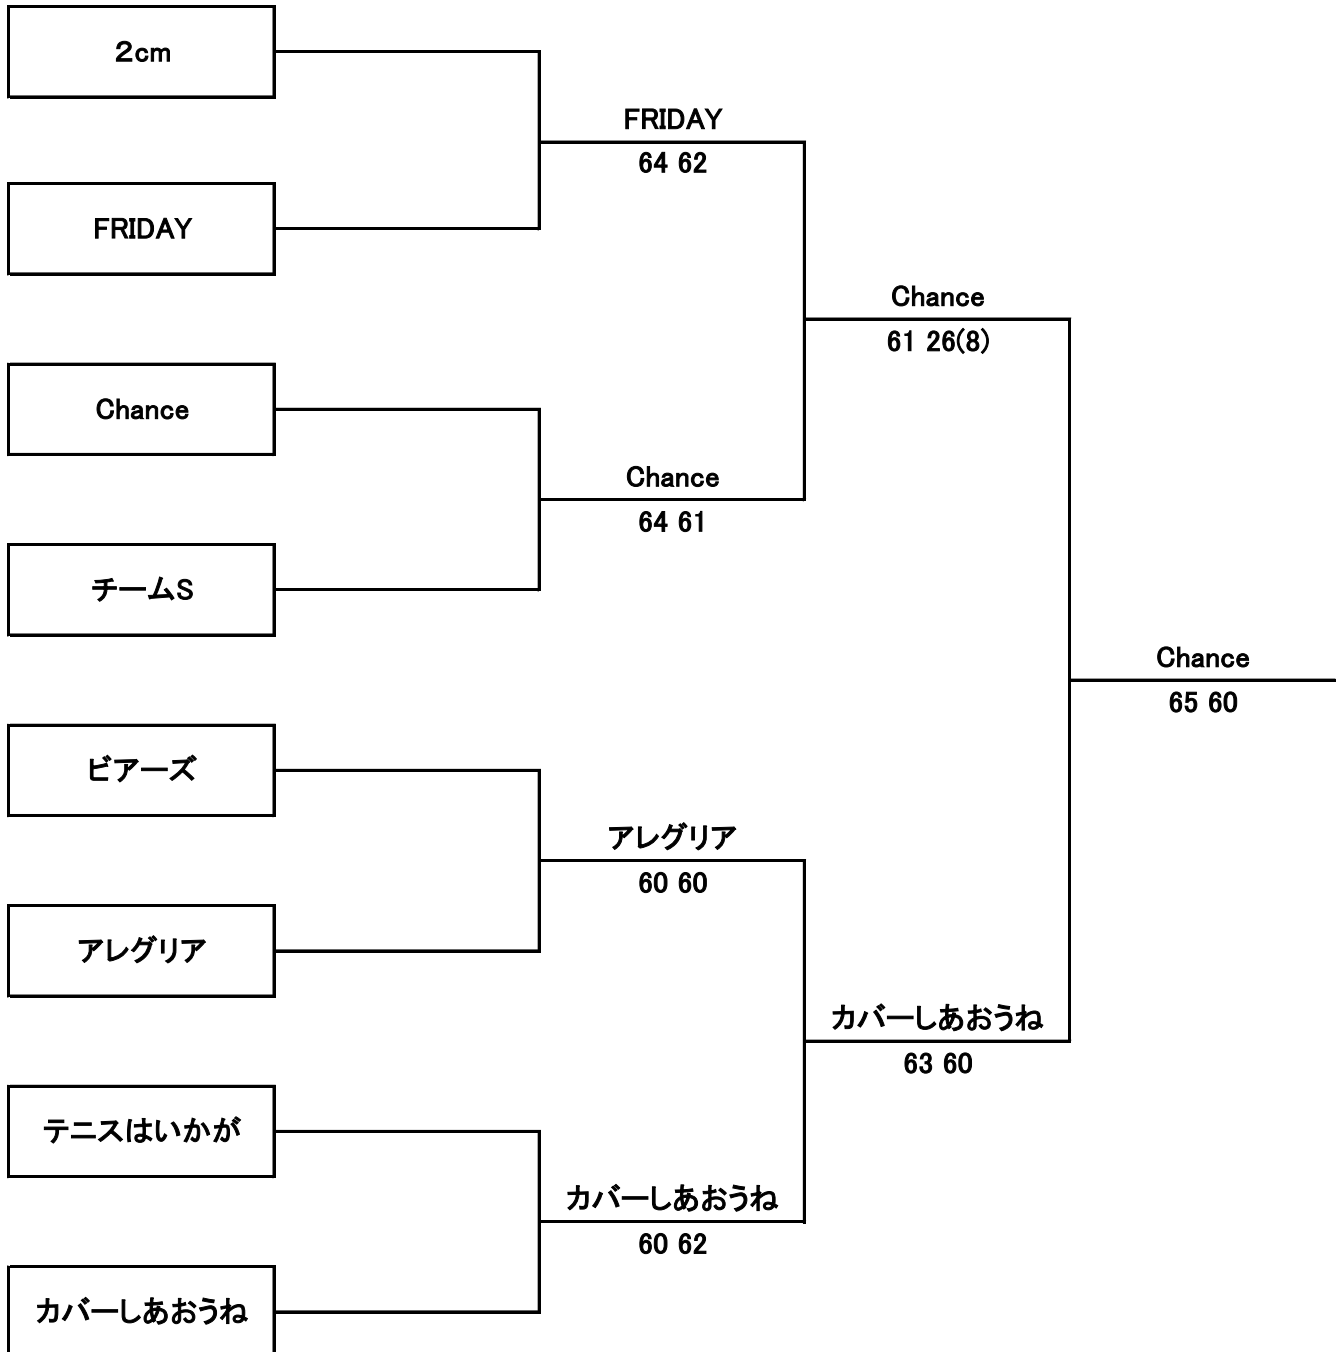 ２cm
FRIDAY
64 62
FRIDAY
Chance
61 26(8)
Chance
Chance
64 61
チームS
Chance
65 60
ビアーズ
アレグリア
60 60
アレグリア
カバーしあおうね
63 60
テニスはいかが
カバーしあおうね
60 62
カバーしあおうね